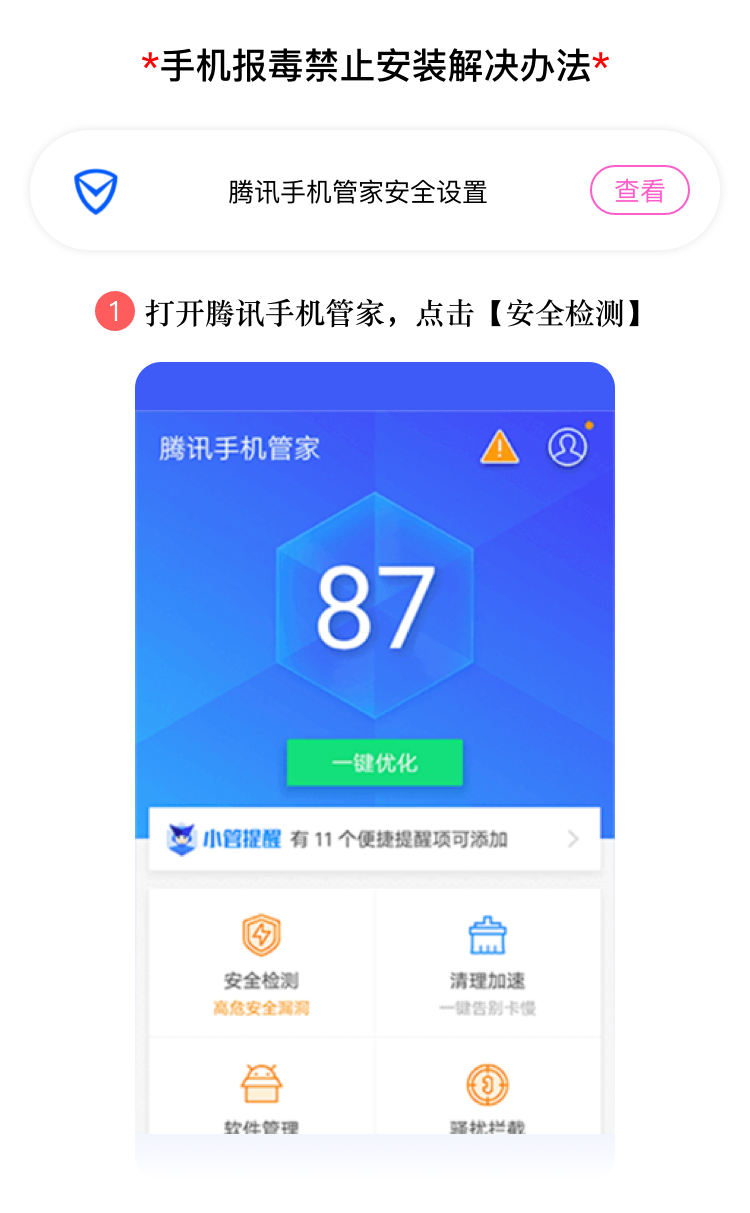 *手机报毒禁止安装解决办法*
腾讯手机管家安全设置
查看
1 打开腾讯手机管家，点击【安全检测】
腾讯手机管家
87
一键优化
小管提醒 有 11 个便捷提醒项可添加
安全检测 清理加速
高危安全漏洞 一键告别卡慢
软件管理 骚扰拦截